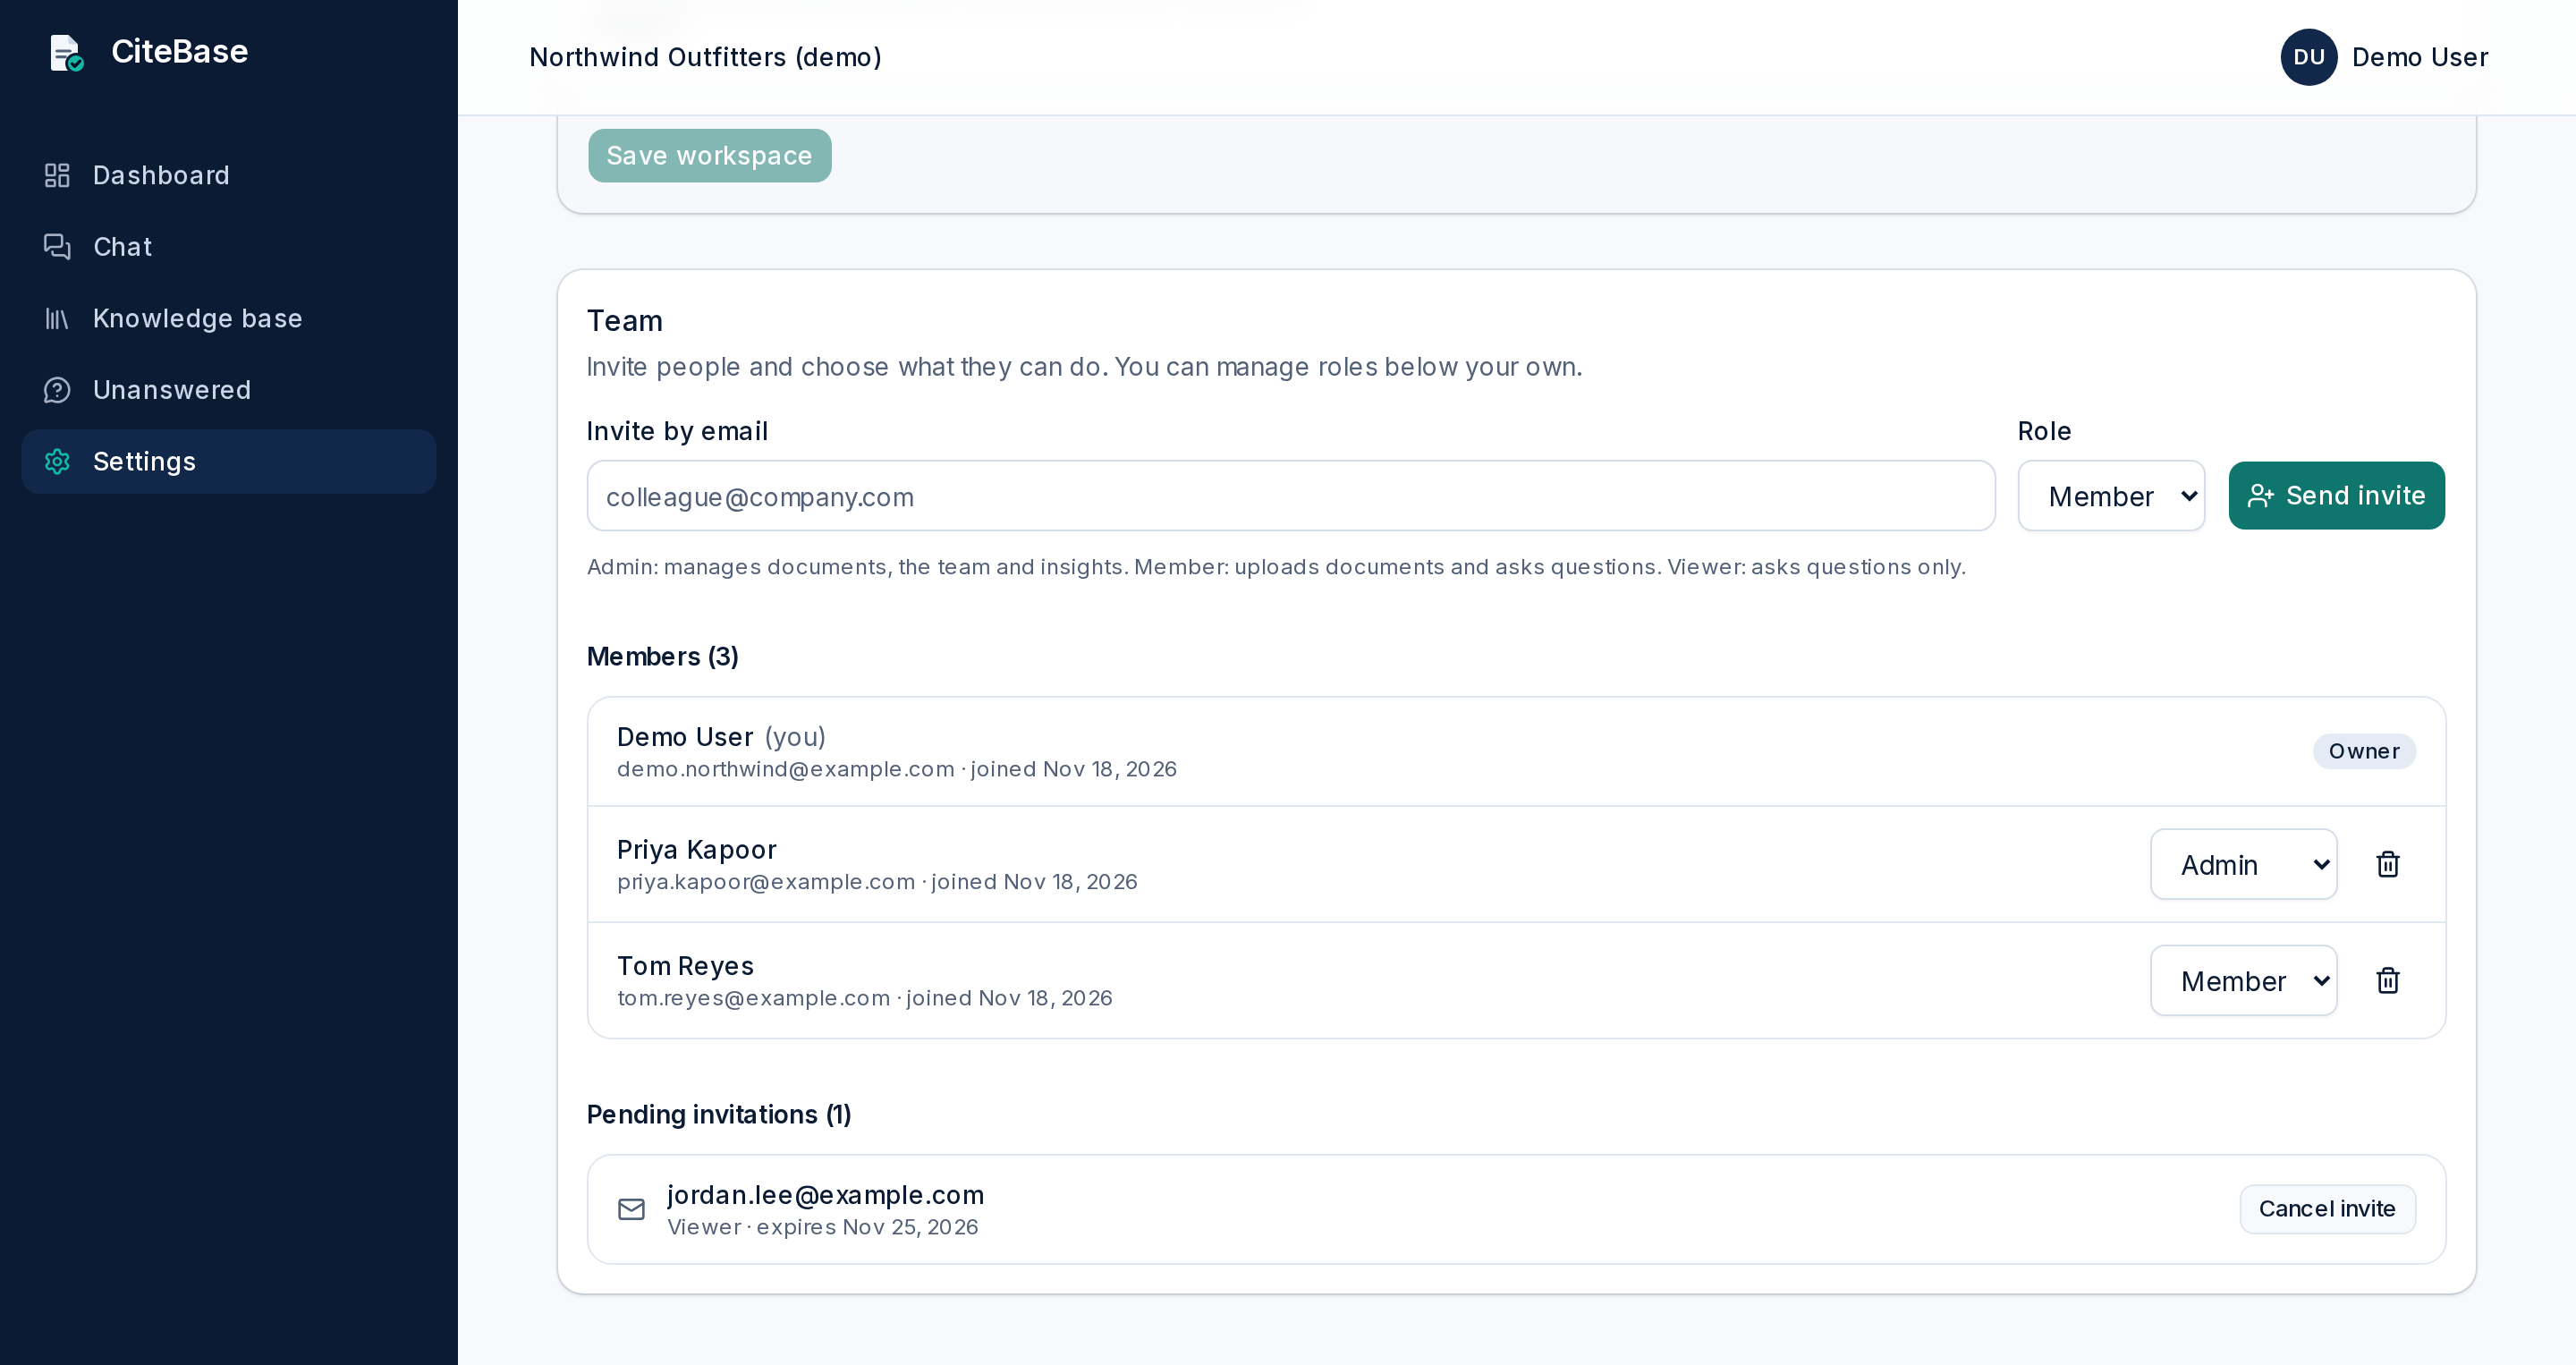 CiteBase
Dashboard
Chat
Knowledge base
Unanswered
Settings
Northwind Outfitters (demo)
DU
Demo User
Save workspace
Team
Invite people and choose what they can do. You can manage roles below your own.
Invite by email
Role
colleague@company.com
Member
Send invite
Admin: manages documents, the team and insights. Member: uploads documents and asks questions. Viewer: asks questions only.
Members (3)
Demo User (you)
demo.northwind@example.com · joined Nov 18, 2026
Owner
Priya Kapoor
priya.kapoor@example.com · joined Nov 18, 2026
Admin
Tom Reyes
tom.reyes@example.com · joined Nov 18, 2026
Member
Pending invitations (1)
jordan.lee@example.com
Viewer · expires Nov 25, 2026
Cancel invite